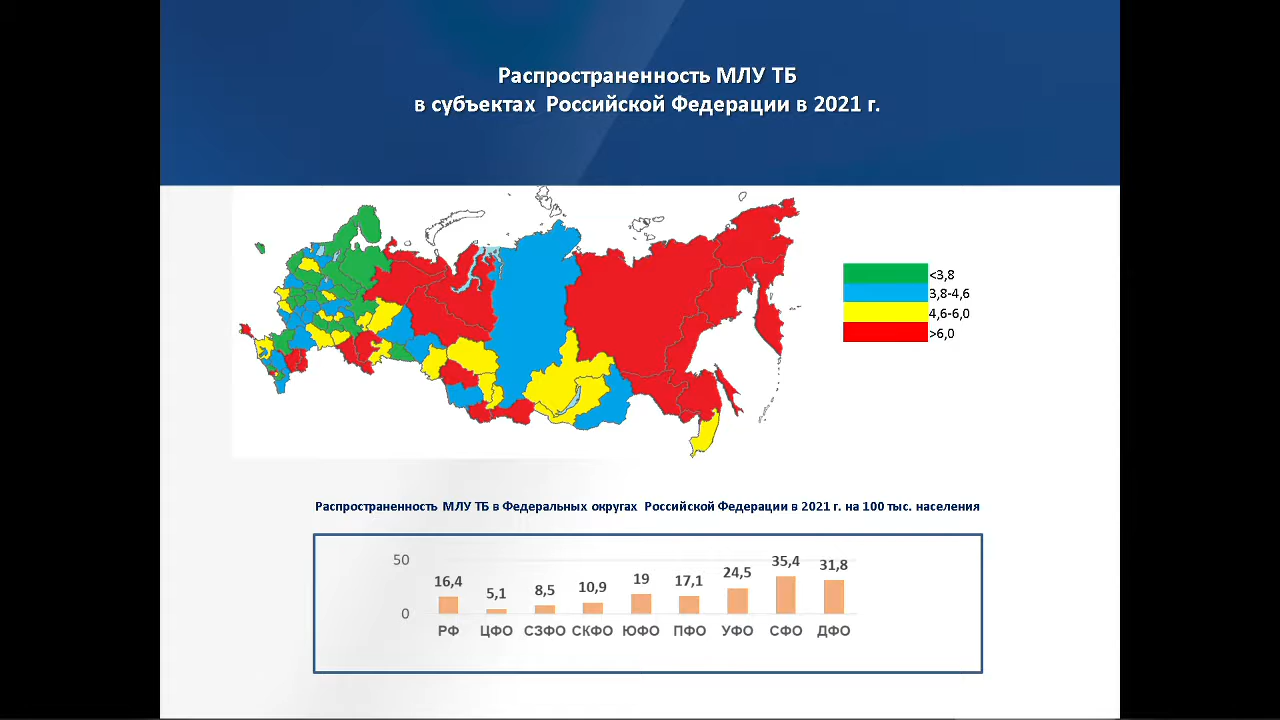 Распространенность МЛУ ТБ
в субъектах Российской Федерации в 2021 г.
<3,8
3,8-4,6
4,6-6,0
>6,0
Распространенность МЛУ ТБ в Федеральных округах Российской Федерации в 2021 г. на 100 тыс. населения
50
0
16,4 5,1 8,5 10,9 19 17,1 24,5 35,4 31,8
РФ ЦФО СЗФО СКФО ЮФО ПФО УФО СФО ДФО